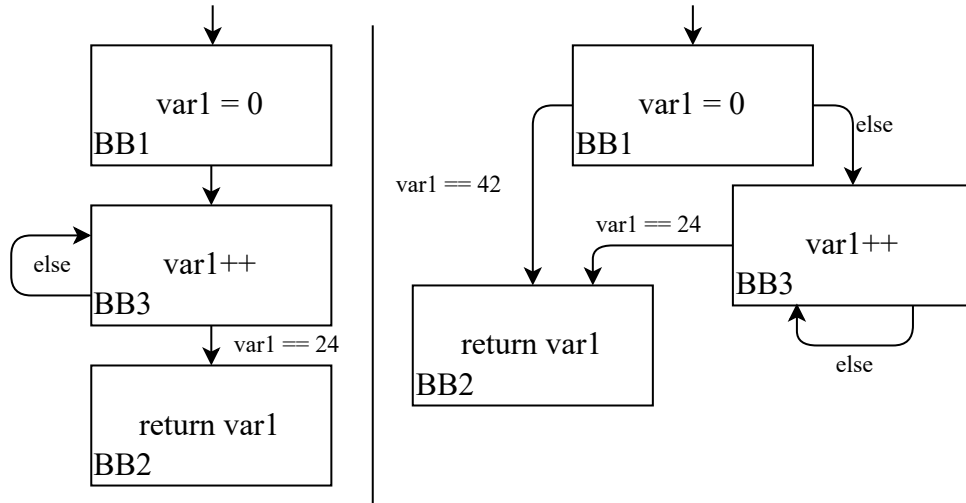 var1 = 0
BB1
else
var1++
BB3
var1 == 24
return var1
BB2
var1 = 0
BB1
else
var1 == 42
var1 == 24
var1++
BB3
return var1
BB2
else